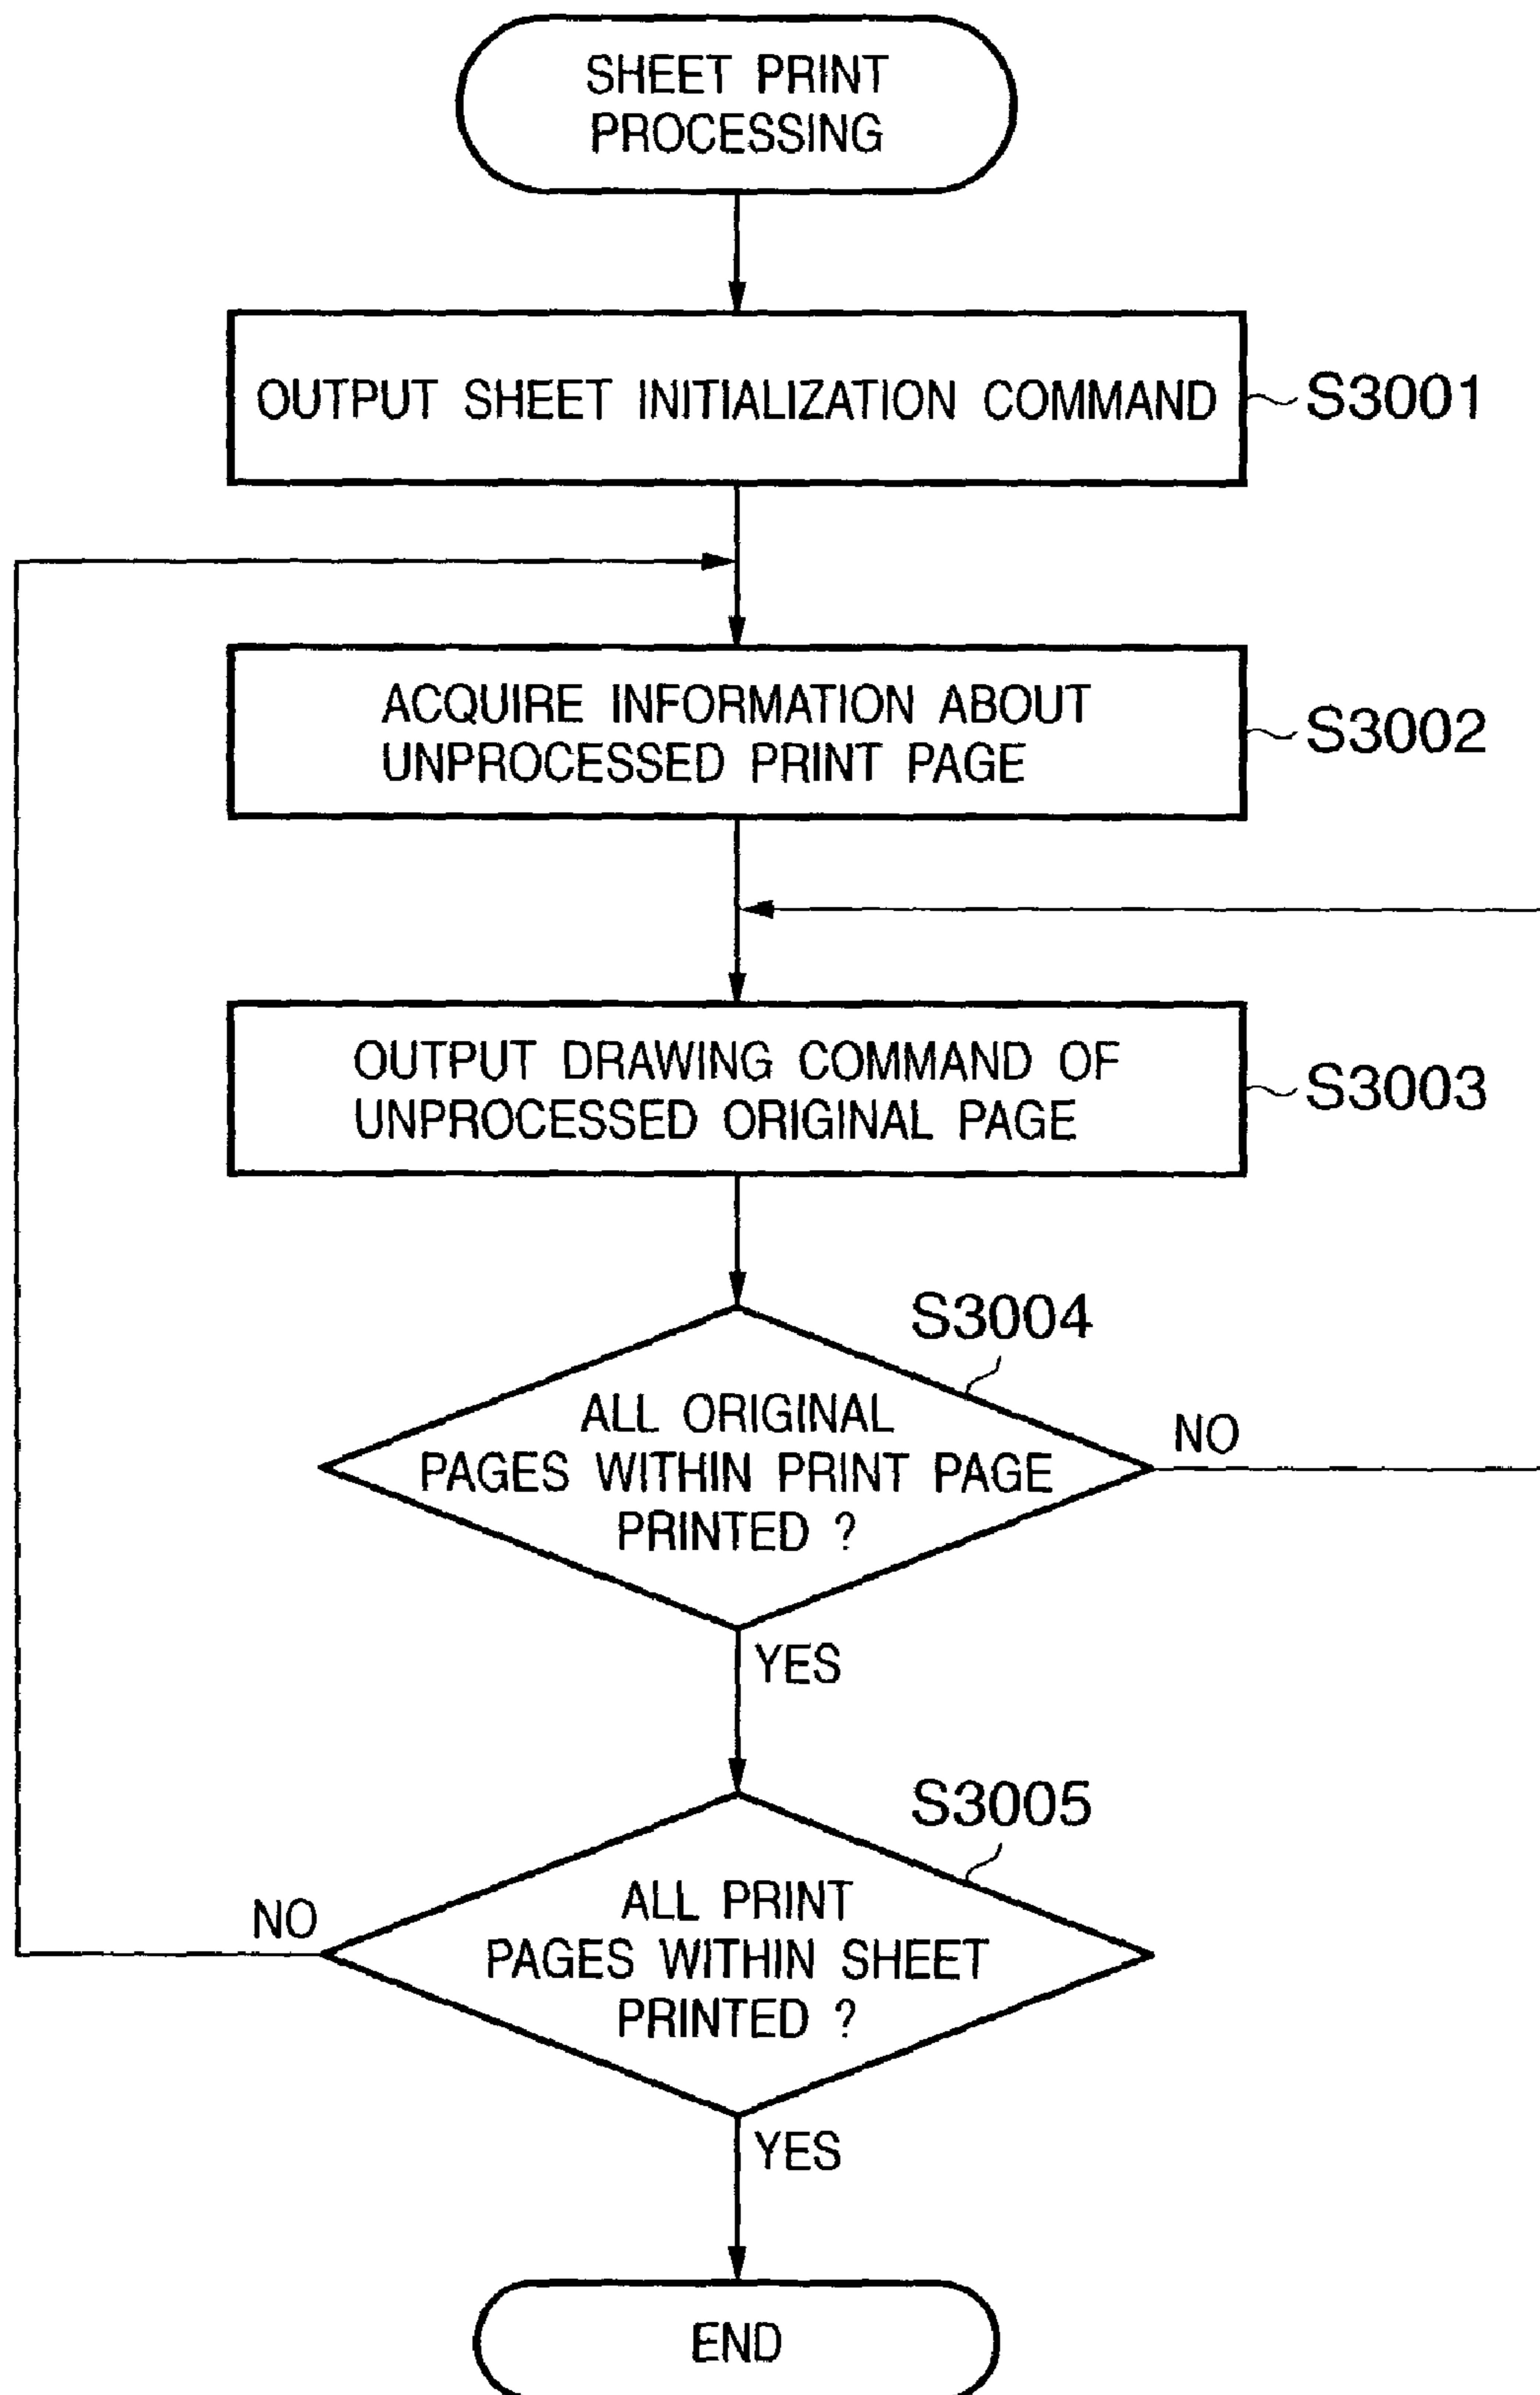 SHEET PRINT
PROCESSING
OUTPUT SHEET INITIALIZATION COMMAND
S3001
ACQUIRE INFORMATION ABOUT
UNPROCESSED PRINT PAGE
S3002
OUTPUT DRAWING COMMAND OF
UNPROCESSED ORIGINAL PAGE
S3003
S3004
ALL ORIGINAL
PAGES WITHIN PRINT PAGE
PRINTED ?
NO
YES
S3005
ALL PRINT
PAGES WITHIN SHEET
PRINTED ?
NO
YES
END